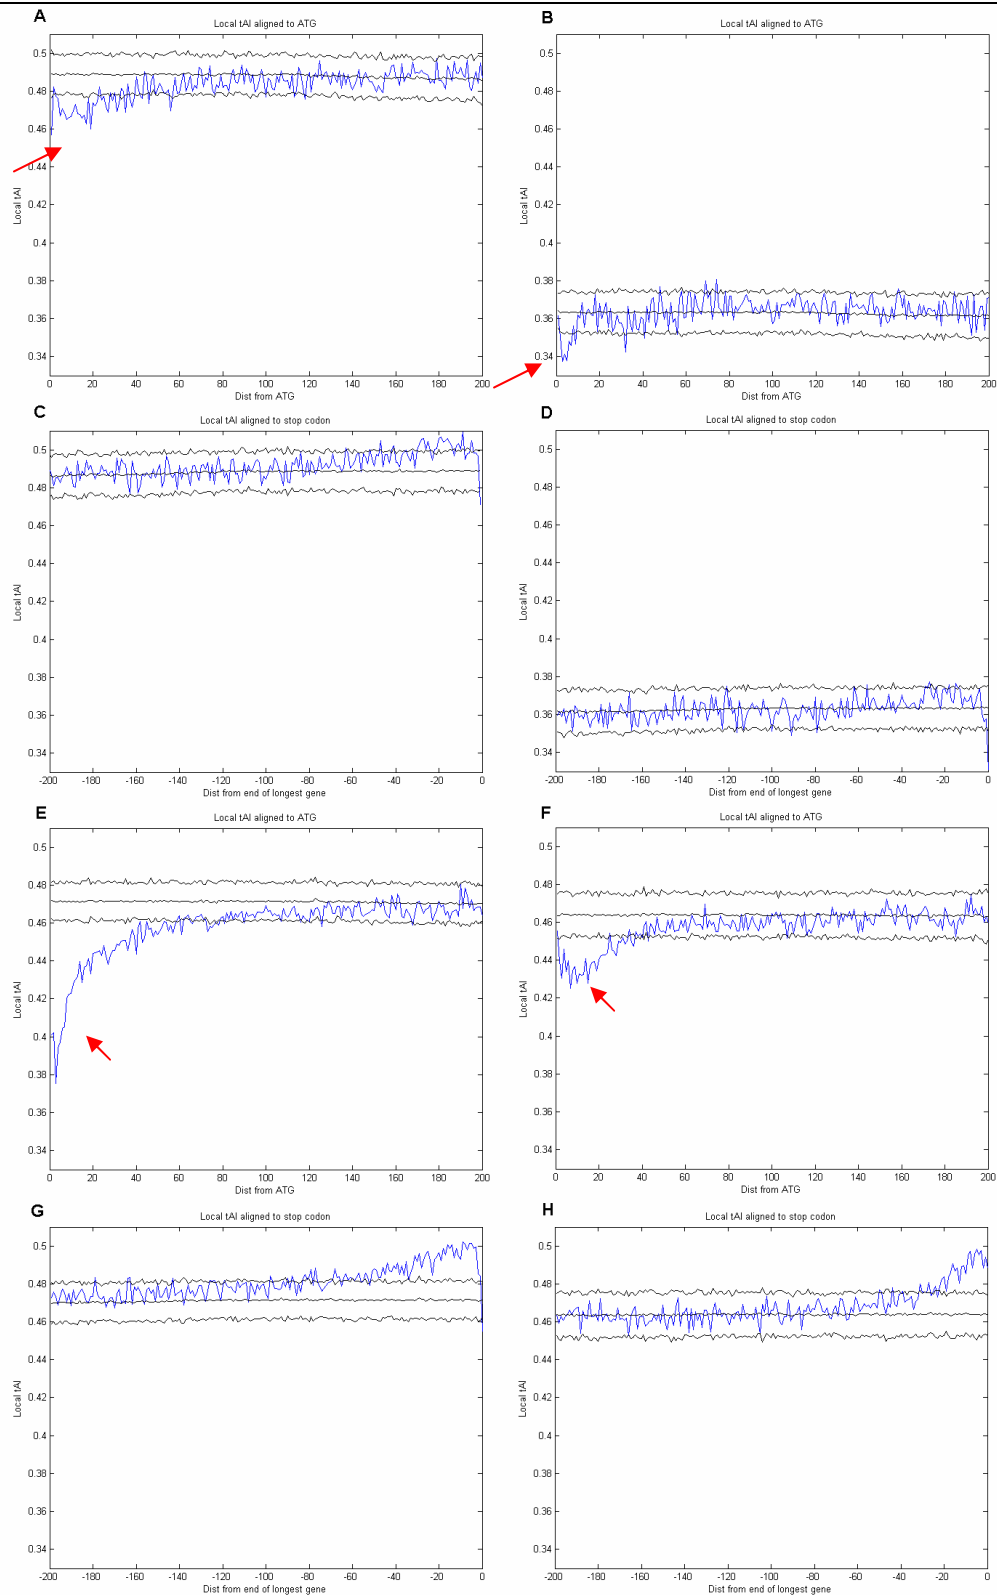 A
Local tAI aligned to ATG
0.5
0.48
0.46
0.44
0.42
0.4
0.38
0.36
0.34
Local tAI
0 20 40 60 80 100 120 140 160 180 200
Dist from ATG
B
Local tAI aligned to ATG
0.5
0.48
0.46
0.44
0.42
0.4
0.38
0.36
0.34
Local tAI
0 20 40 60 80 100 120 140 160 180 200
Dist from ATG
C
Local tAI aligned to stop codon
0.5
0.48
0.46
0.44
0.42
0.4
0.38
0.36
0.34
Local tAI
-200 -180 -160 -140 -120 -100 -80 -60 -40 -20 0
Dist from end of longest gene
D
Local tAI aligned to stop codon
0.5
0.48
0.46
0.44
0.42
0.4
0.38
0.36
0.34
Local tAI
-200 -180 -160 -140 -120 -100 -80 -60 -40 -20 0
Dist from end of longest gene
E
Local tAI aligned to ATG
0.5
0.48
0.46
0.44
0.42
0.4
0.38
0.36
0.34
Local tAI
0 20 40 60 80 100 120 140 160 180 200
Dist from ATG
F
Local tAI aligned to ATG
0.5
0.48
0.46
0.44
0.42
0.4
0.38
0.36
0.34
Local tAI
0 20 40 60 80 100 120 140 160 180 200
Dist from ATG
G
Local tAI aligned to stop codon
0.5
0.48
0.46
0.44
0.42
0.4
0.38
0.36
0.34
Local tAI
-200 -180 -160 -140 -120 -100 -80 -60 -40 -20 0
Dist from end of longest gene
H
Local tAI aligned to stop codon
0.5
0.48
0.46
0.44
0.42
0.4
0.38
0.36
0.34
Local tAI
-200 -180 -160 -140 -120 -100 -80 -60 -40 -20 0
Dist from end of longest gene